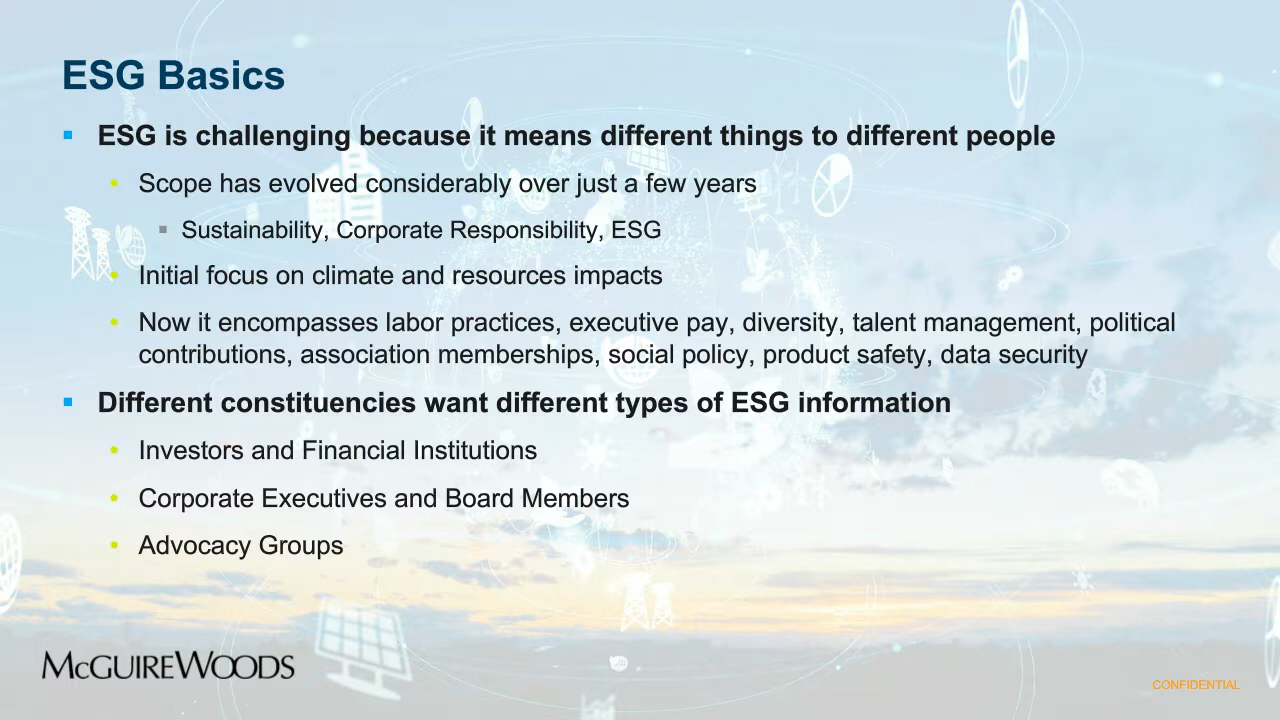 ESG Basics
ESG is challenging because it means different things to different people
Scope has evolved considerably over just a few years
Sustainability, Corporate Responsibility, ESG
Initial focus on climate and resources impacts
Now it encompasses labor practices, executive pay, diversity, talent management, political
contributions, association memberships, social policy, product safety, data security
Different constituencies want different types of ESG information
Investors and Financial Institutions
Corporate Executives and Board Members
Advocacy Groups
McGuireWoods
CONFIDENTIAL